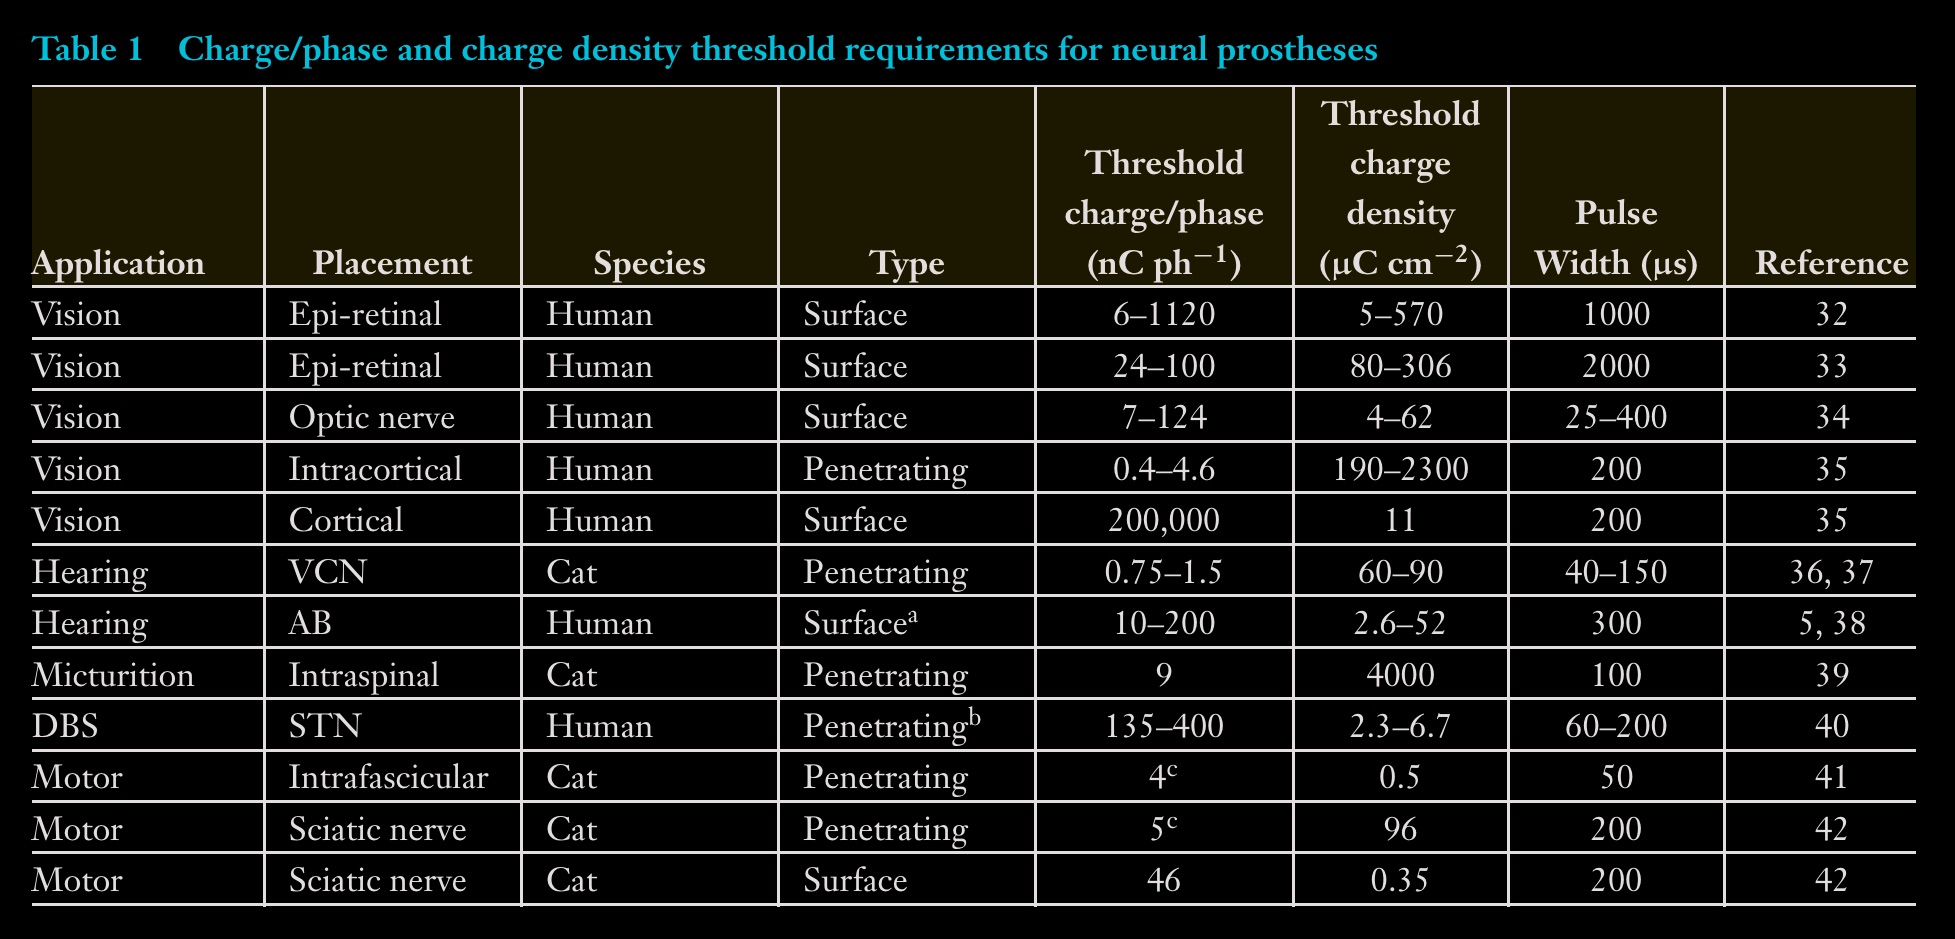 Table 1 Charge/phase and charge density threshold requirements for neural prostheses
Threshold
charge
density
(μC cm−2)
Threshold
charge/phase
(nC ph−1)
Pulse
Width (μs)
Application Placement Species Type Reference
Vision Epi-retinal Human Surface 6–1120 5–570 1000 32
Vision Epi-retinal Human Surface 24–100 80–306 2000 33
Vision Optic nerve Human Surface 7–124 4–62 25–400 34
Vision Intracortical Human Penetrating 0.4–4.6 190–2300 200 35
Vision Cortical Human Surface 200,000 11 200 35
Hearing VCN Cat Penetrating 0.75–1.5 60–90 40–150 36, 37
Hearing AB Human Surfaceᵃ 10–200 2.6–52 300 5, 38
Micturition Intraspinal Cat Penetrating 9 4000 100 39
DBS STN Human Penetratingᵇ 135–400 2.3–6.7 60–200 40
Motor Intrafascicular Cat Penetrating 4ᶜ 0.5 50 41
Motor Sciatic nerve Cat Penetrating 5ᶜ 96 200 42
Motor Sciatic nerve Cat Surface 46 0.35 200 42